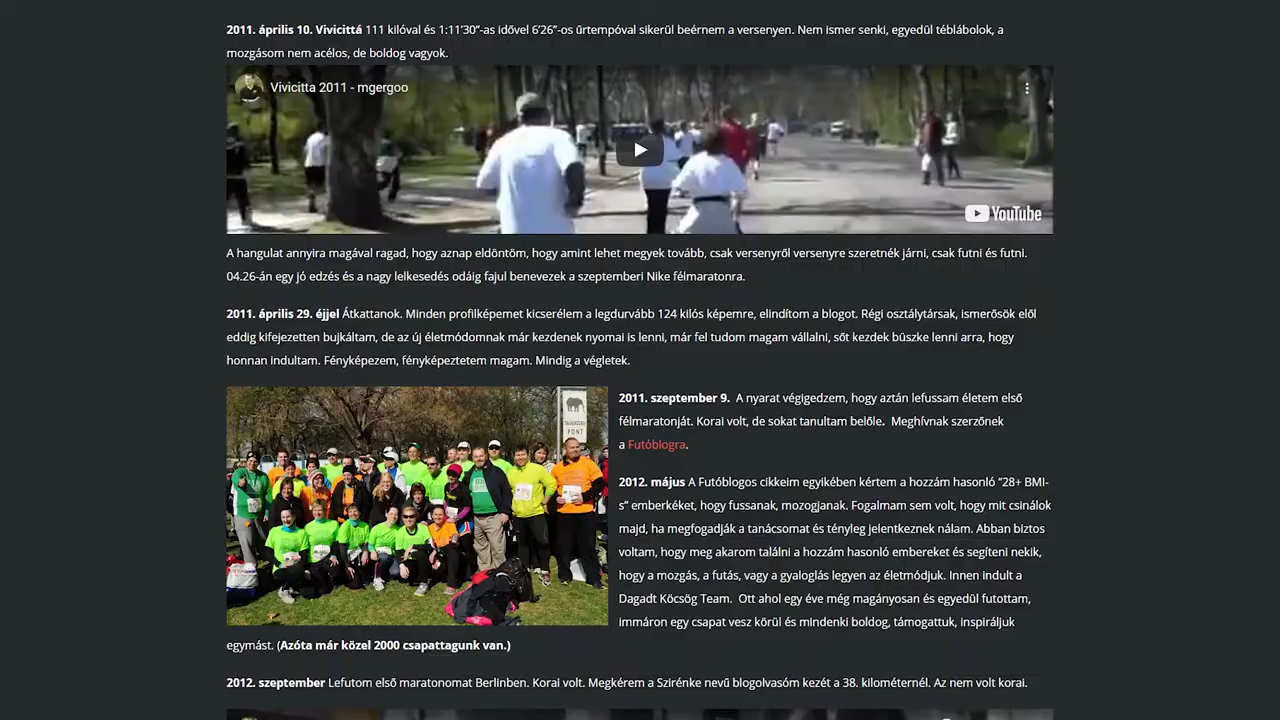 2011. április 10. Vivicittá 111 kilóval és 1:11’30”-as idővel 6’26”-os űrtempóval sikerül beérnem a versenyen. Nem ismer senki, egyedül téblábolok, a
mozgásom nem acélos, de boldog vagyok.
Vivicitta 2011 - mgergoo
YouTube
A hangulat annyira magával ragad, hogy aznap eldöntöm, hogy amint lehet megyek tovább, csak versenyről versenyre szeretnék járni, csak futni és futni.
04.26-án egy jó edzés és a nagy lelkesedés odáig fajul benevezek a szeptemberi Nike félmaratonra.
2011. április 29. éjjel Átkattanok. Minden profilképemet kicserélem a legdurvább 124 kilós képemre, elindítom a blogot. Régi osztálytársak, ismerősök elől
eddig kifejezetten bujkáltam, de az új életmódomnak már kezdenek nyomai is lenni, már fel tudom magam vállalni, sőt kezdek büszke lenni arra, hogy
honnan indultam. Fényképezem, fényképeztetem magam. Mindig a végletek.
2011. szeptember 9. A nyarat végigedzem, hogy aztán lefussam életem első
félmaratonját. Korai volt, de sokat tanultam belőle. Meghívnak szerzőnek
a Futóblogra.
2012. május A Futóblogos cikkeim egyikében kértem a hozzám hasonló “28+ BMI-
s” emberkéket, hogy fussanak, mozogjanak. Fogalmam sem volt, hogy mit csinálok
majd, ha megfogadják a tanácsomat és tényleg jelentkeznek nálam. Abban biztos
voltam, hogy meg akarom találni a hozzám hasonló embereket és segíteni nekik,
hogy a mozgás, a futás, vagy a gyaloglás legyen az életmódjuk. Innen indult a
Dagadt Köcsög Team. Ott ahol egy éve még magányosan és egyedül futottam,
immáron egy csapat vesz körül és mindenki boldog, támogattuk, inspiráljuk
egymást. (Azóta már közel 2000 csapattagunk van.)
2012. szeptember Lefutom első maratonomat Berlinben. Korai volt. Megkérem a Szirénke nevű blogolvasóm kezét a 38. kilométernél. Az nem volt korai.